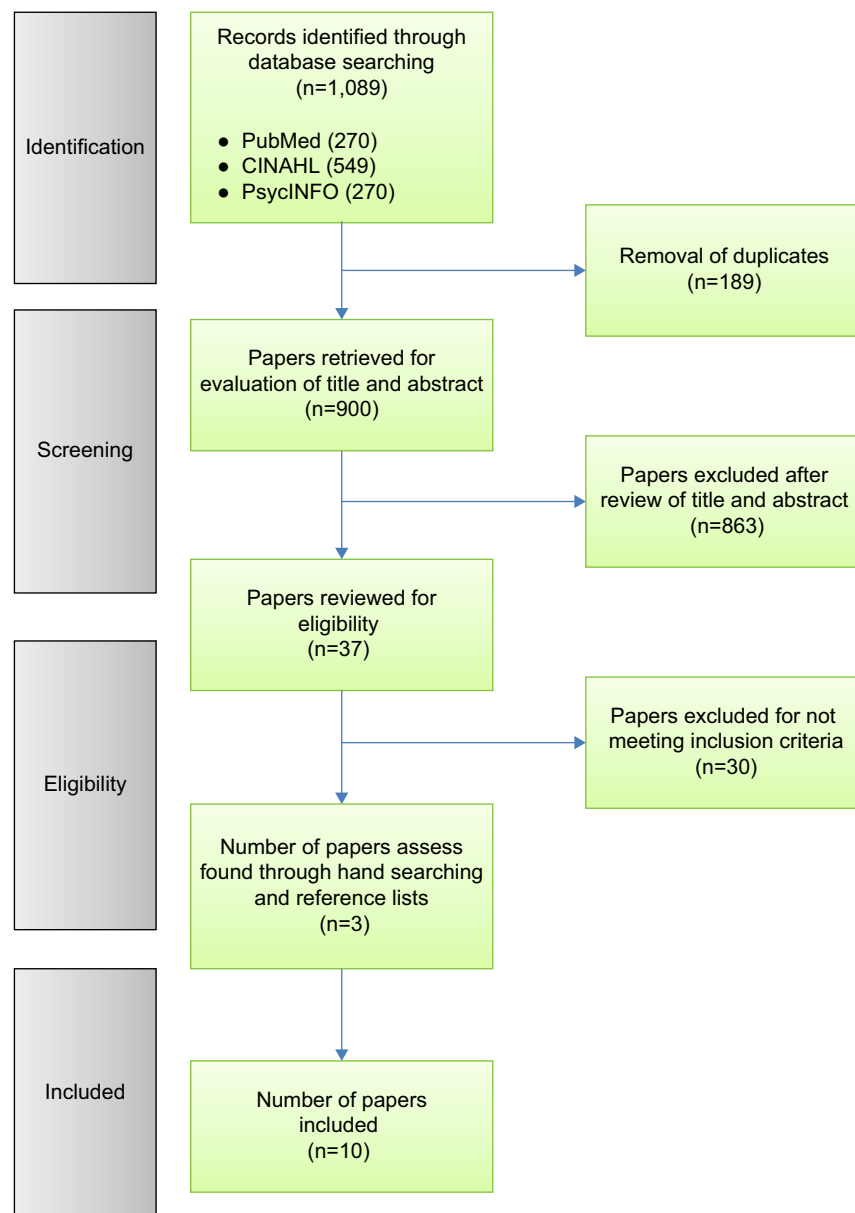 Identification
Records identified through
database searching
(n=1,089)
● PubMed (270)
● CINAHL (549)
● PsycINFO (270)
Removal of duplicates
(n=189)
Screening
Papers retrieved for
evaluation of title and abstract
(n=900)
Papers excluded after
review of title and abstract
(n=863)
Papers reviewed for
eligibility
(n=37)
Eligibility
Papers excluded for not
meeting inclusion criteria
(n=30)
Number of papers assess
found through hand searching
and reference lists
(n=3)
Included
Number of papers
included
(n=10)